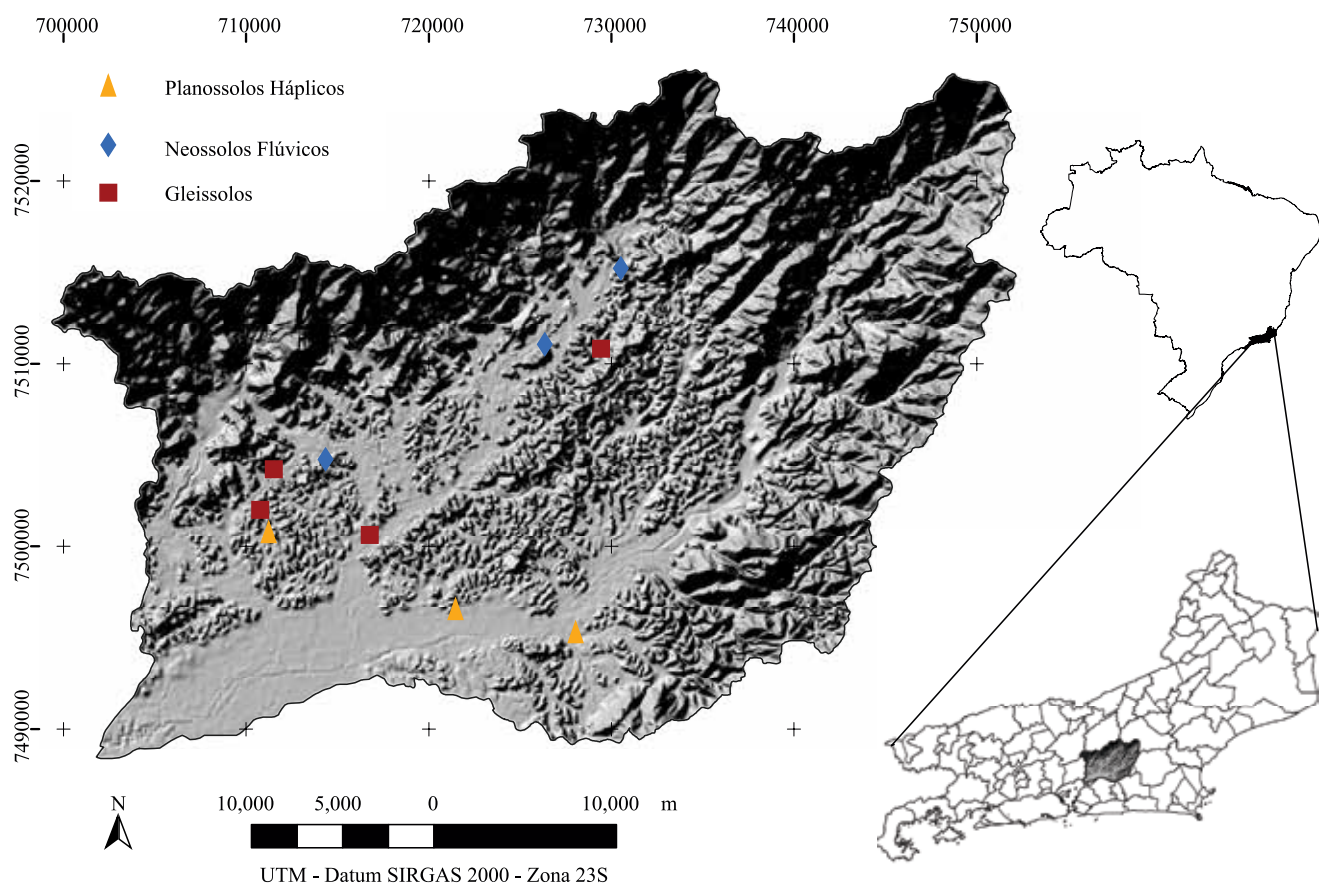 700000 710000 720000 730000 740000 750000
Planossolos Háplicos
Neossolos Flúvicos
Gleissolos
7520000
7510000
7500000
7490000
N
10,000 5,000 0 10,000 m
UTM - Datum SIRGAS 2000 - Zona 23S